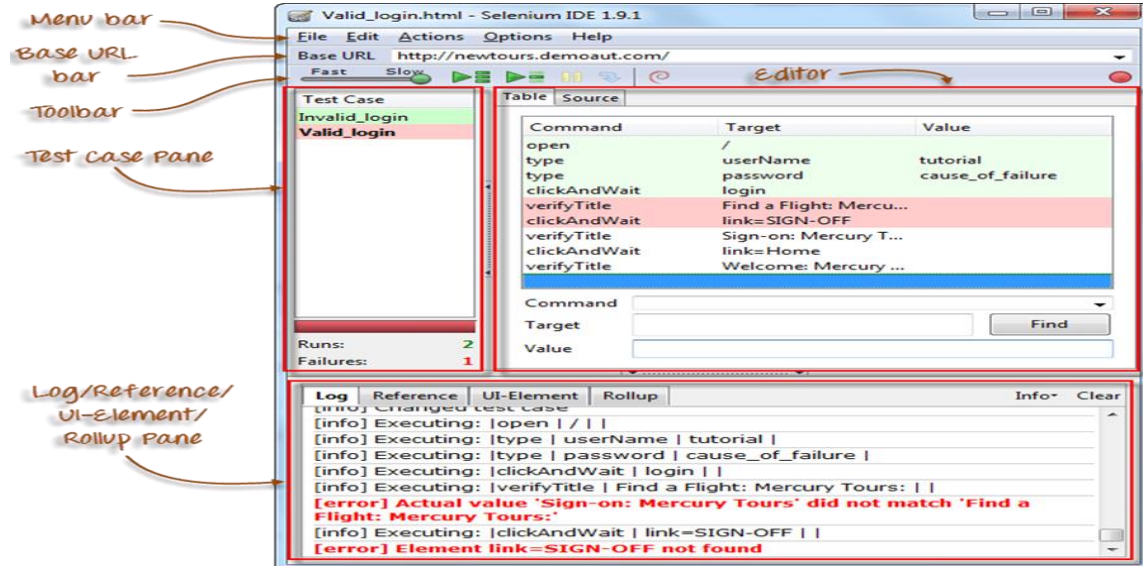 Menu bar
Base URL
bar
Toolbar
Test Case Pane
Log/Reference/
UI-Element/
Rollup Pane
Editor
Valid_login.html - Selenium IDE 1.9.1
File Edit Actions Options Help
Base URL http://newtours.demoaut.com/
Fast Slow
Test Case
Invalid_login
Valid_login
Runs: 2
Failures: 1
Table Source
Command Target Value
open /
type userName tutorial
type password cause_of_failure
clickAndWait login
verifyTitle Find a Flight: Mercu...
clickAndWait link=SIGN-OFF
verifyTitle Sign-on: Mercury T...
clickAndWait link=Home
verifyTitle Welcome: Mercury ...
Command
Target Find
Value
Log Reference UI-Element Rollup Info Clear
[info] Changed test case
[info] Executing: |open | / | |
[info] Executing: |type | userName | tutorial |
[info] Executing: |type | password | cause_of_failure |
[info] Executing: |clickAndWait | login | |
[info] Executing: |verifyTitle | Find a Flight: Mercury Tours: | |
[error] Actual value 'Sign-on: Mercury Tours' did not match 'Find a
Flight: Mercury Tours:'
[info] Executing: |clickAndWait | link=SIGN-OFF | |
[error] Element link=SIGN-OFF not found